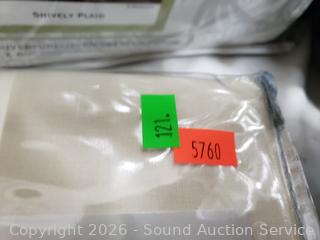 SHIVELY PLAID
121.
5760
Copyright 2026 - Sound Auction Service